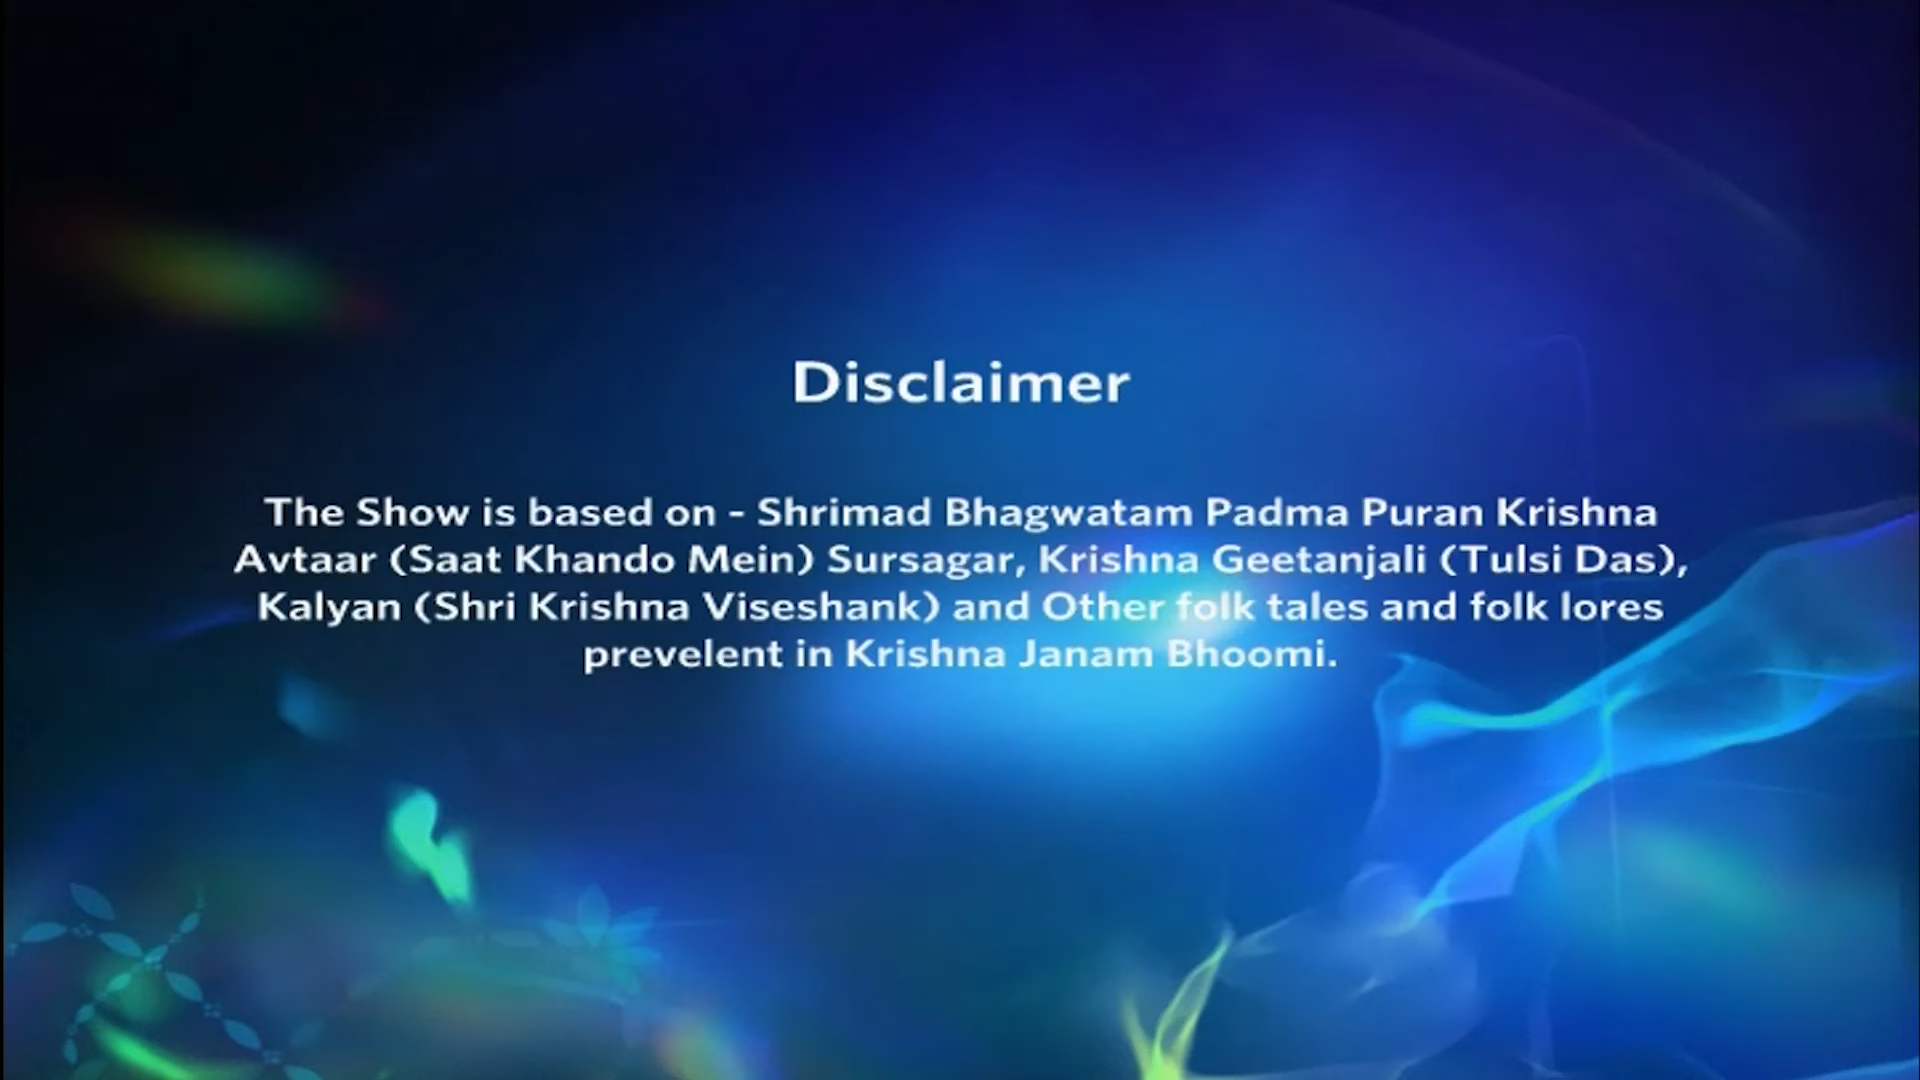 Disclaimer
The Show is based on - Shrimad Bhagwatam Padma Puran Krishna
Avtaar (Saat Khando Mein) Sursagar, Krishna Geetanjali (Tulsi Das),
Kalyan (Shri Krishna Viseshank) and Other folk tales and folk lores
prevelent in Krishna Janam Bhoomi.